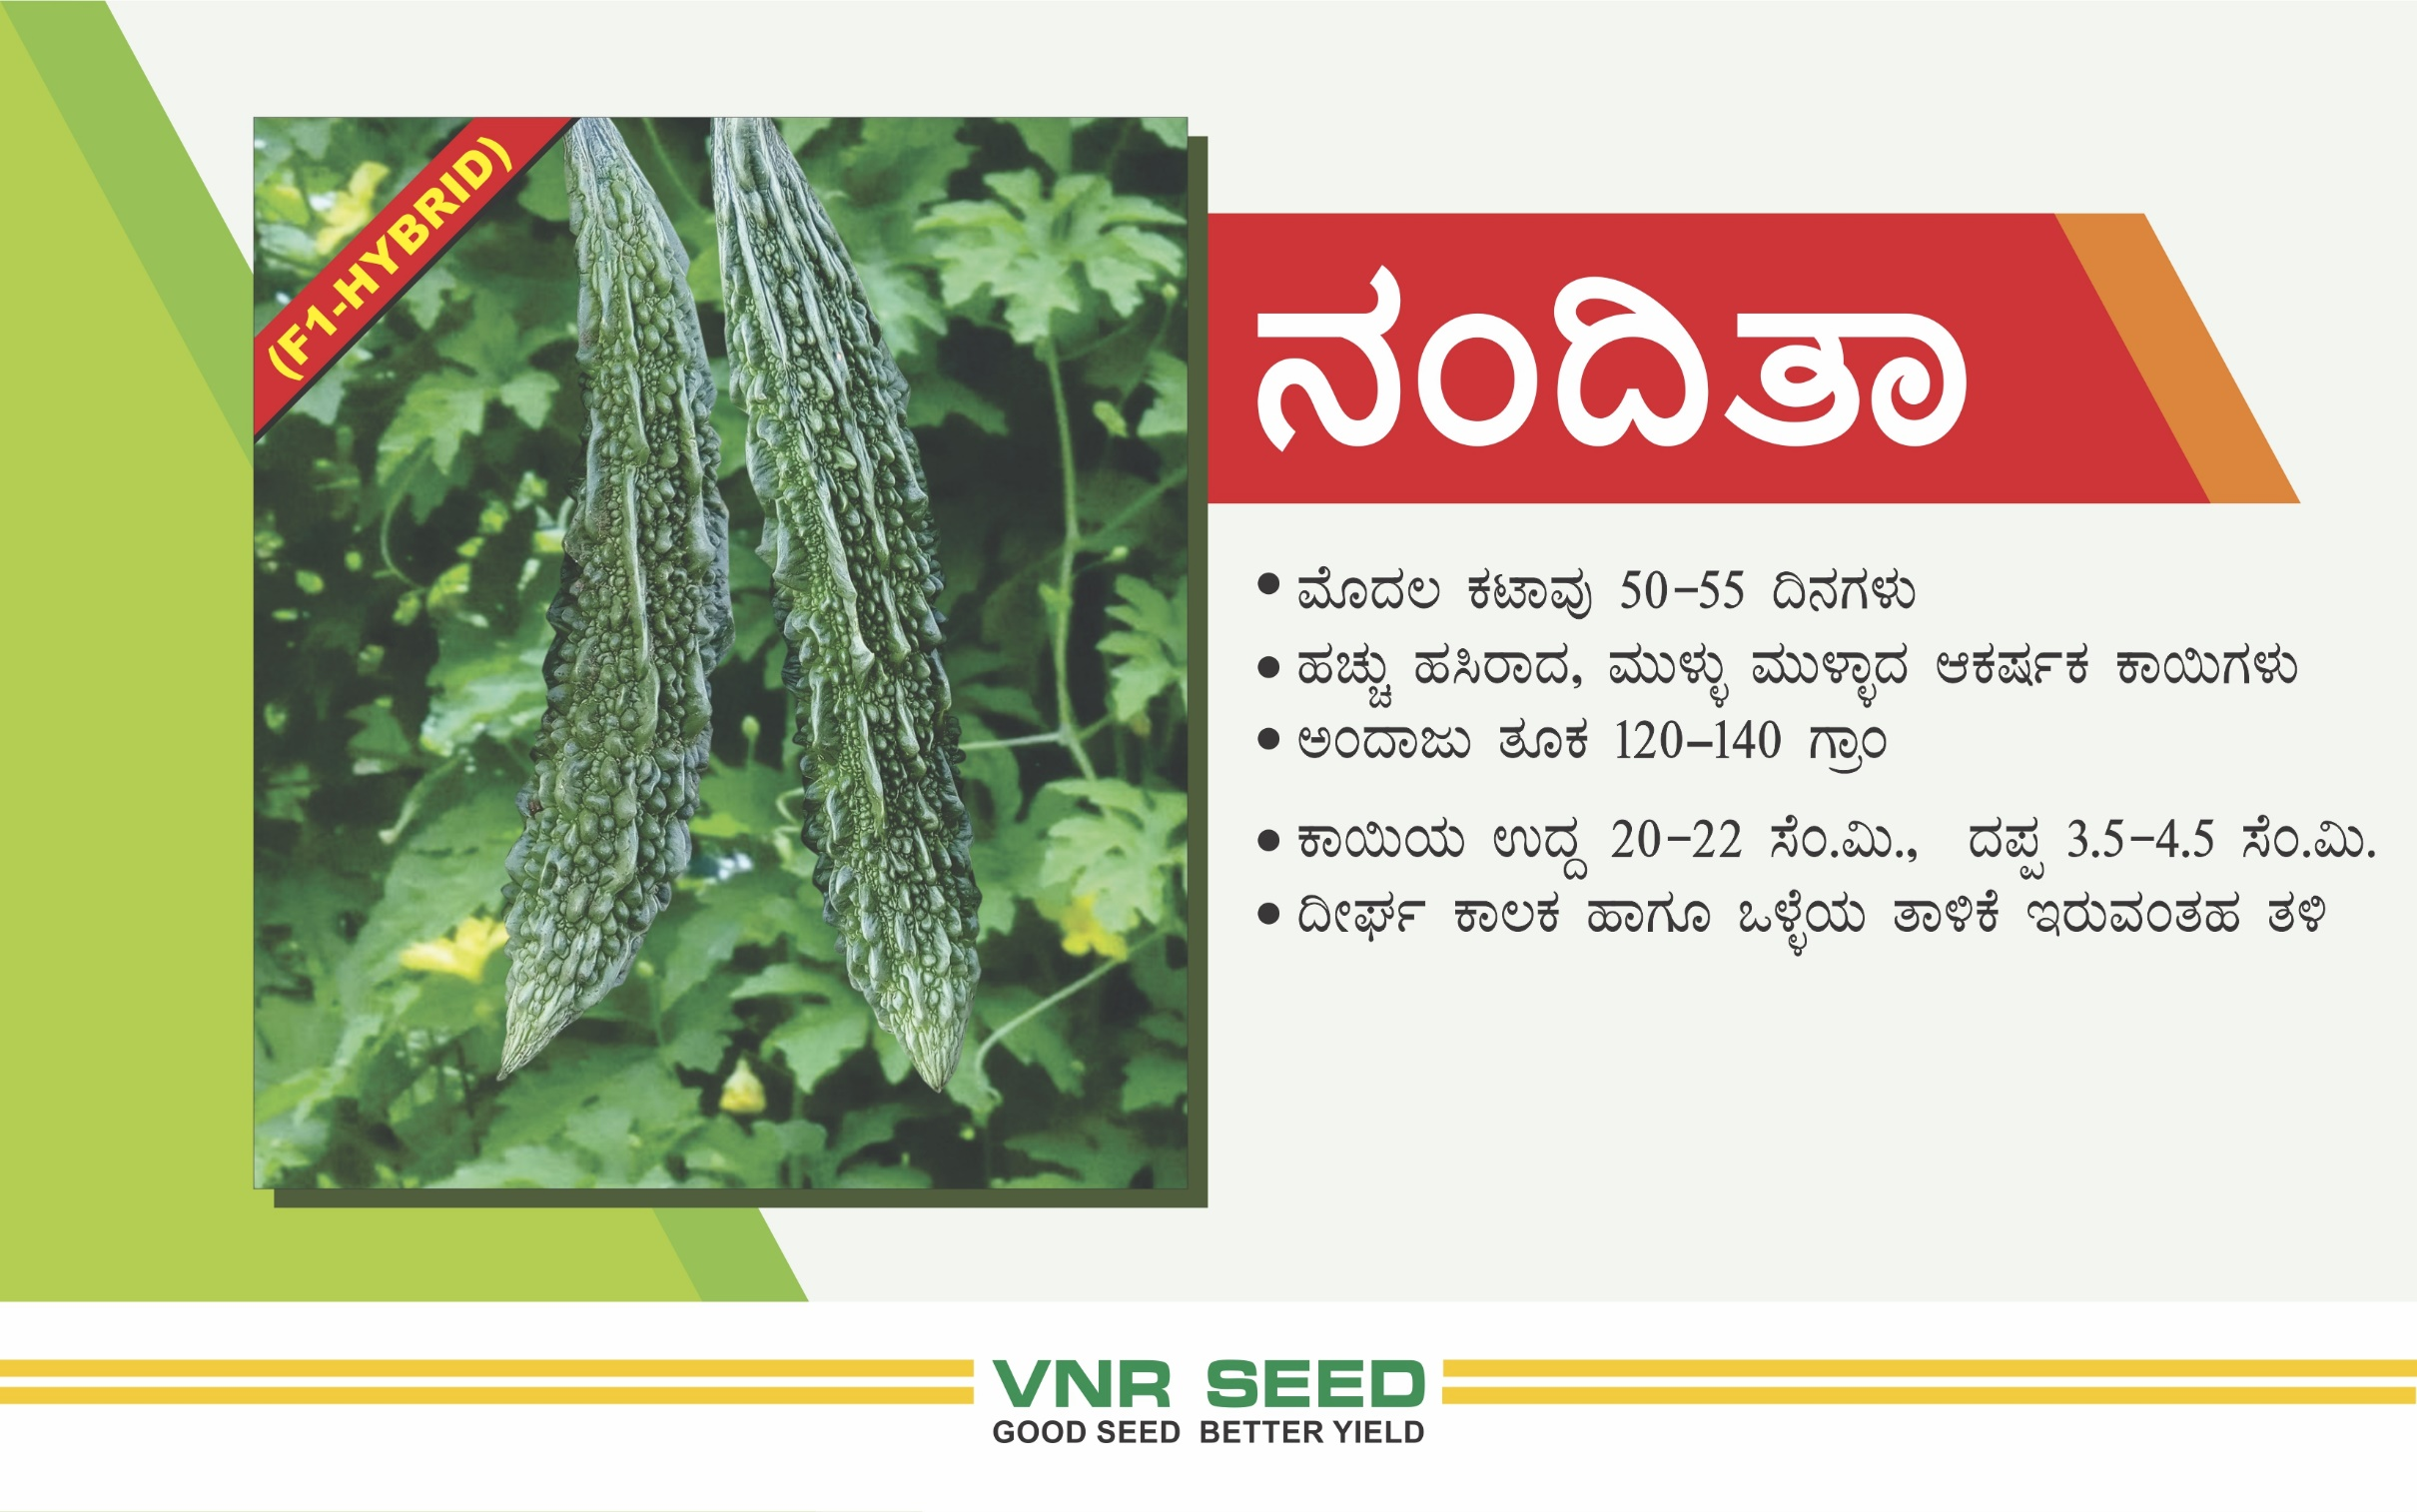 (F1-HYBRID))
ನಂದಿತಾ
• ಮೊದಲ ಕಟಾವು 50-55 ದಿನಗಳು
• ಹಚ್ಚು ಹಸಿರಾದ, ಮುಳ್ಳು ಮುಳ್ಳಾದ ಆಕರ್ಷಕ ಕಾಯಿಗಳು
• ಅಂದಾಜು ತೂಕ 120-140 ಗ್ರಾಂ
• ಕಾಯಿಯ ಉದ್ದ 20-22 ಸೆಂ.ಮಿ., ದಪ್ಪ 3.5-4.5 ಸೆಂ.ಮಿ.
• ದೀರ್ಘ ಕಾಲಕ ಹಾಗೂ ಒಳ್ಳೆಯ ತಾಳಿಕೆ ಇರುವಂತಹ ತಳಿ
VNR SEED
GOOD SEED BETTER YIELD